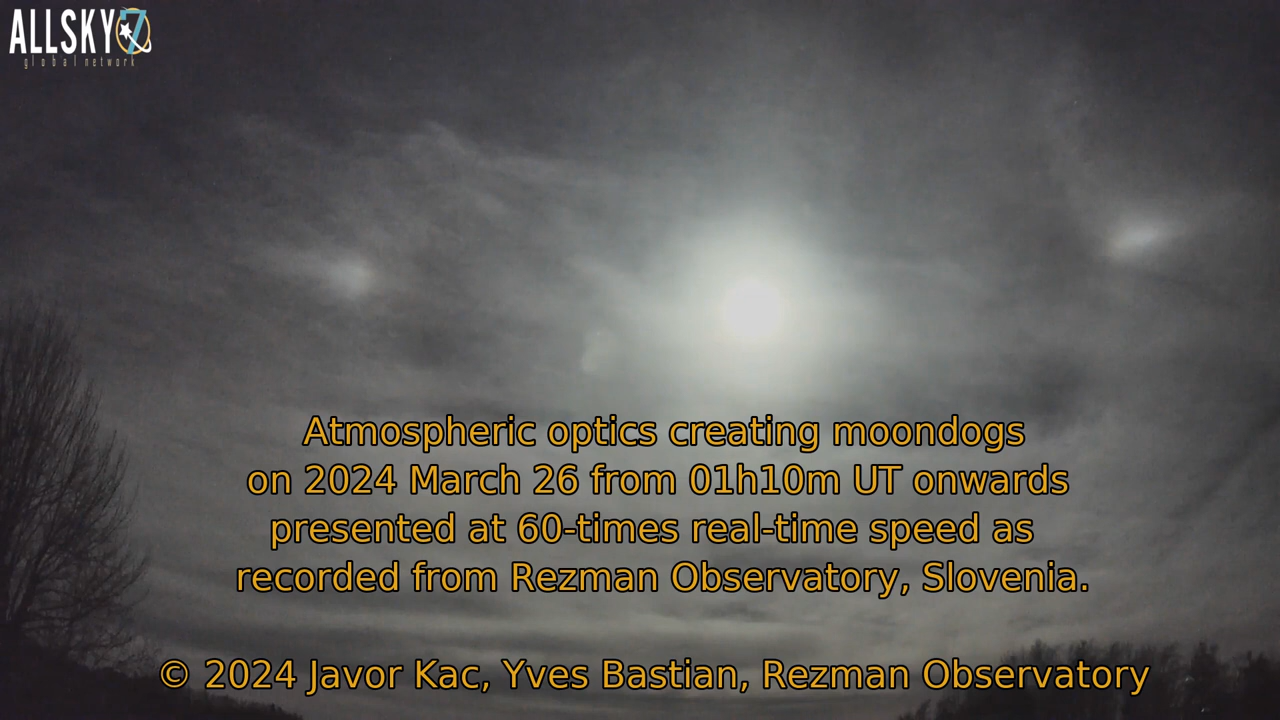 ALLSKY7
global network
Atmospheric optics creating moondogs
on 2024 March 26 from 01h10m UT onwards
presented at 60-times real-time speed as
recorded from Rezman Observatory, Slovenia.
© 2024 Javor Kac, Yves Bastian, Rezman Observatory